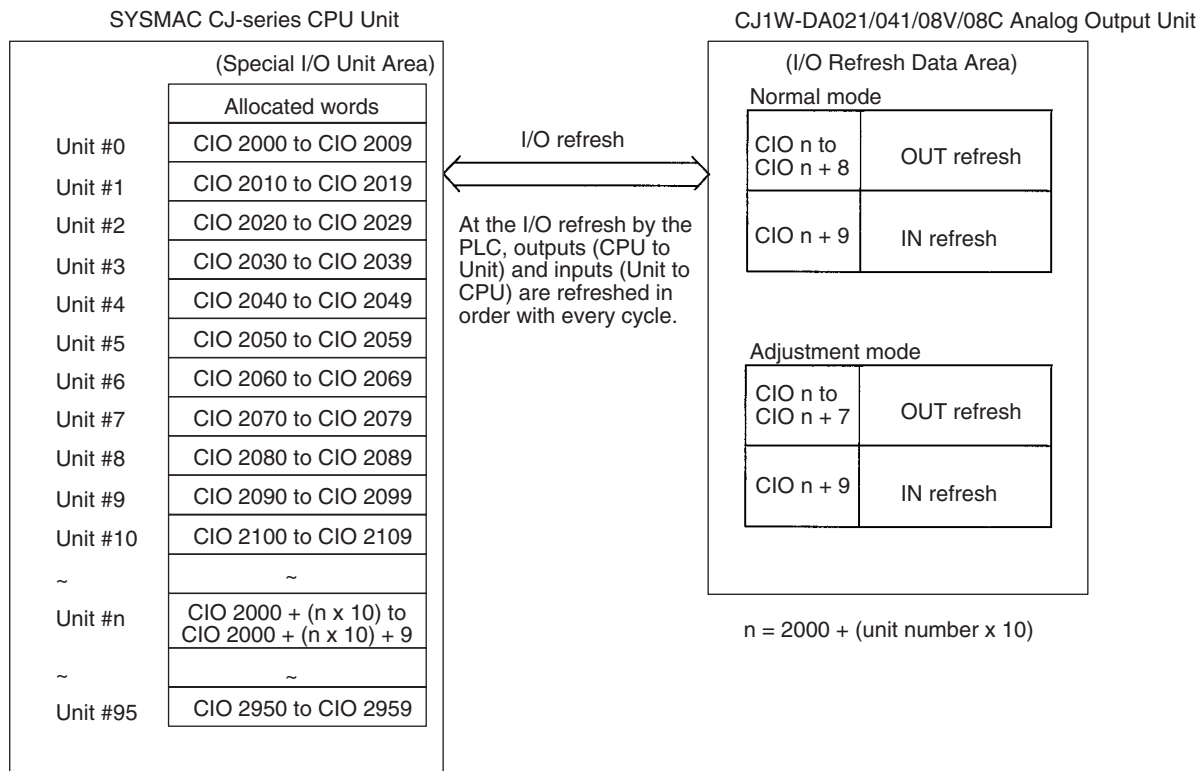 SYSMAC CJ-series CPU Unit
(Special I/O Unit Area)
Allocated words
Unit #0 CIO 2000 to CIO 2009
Unit #1 CIO 2010 to CIO 2019
Unit #2 CIO 2020 to CIO 2029
Unit #3 CIO 2030 to CIO 2039
Unit #4 CIO 2040 to CIO 2049
Unit #5 CIO 2050 to CIO 2059
Unit #6 CIO 2060 to CIO 2069
Unit #7 CIO 2070 to CIO 2079
Unit #8 CIO 2080 to CIO 2089
Unit #9 CIO 2090 to CIO 2099
Unit #10 CIO 2100 to CIO 2109
~ ~
Unit #n CIO 2000 + (n x 10) to
CIO 2000 + (n x 10) + 9
~ ~
Unit #95 CIO 2950 to CIO 2959
I/O refresh
At the I/O refresh by the
PLC, outputs (CPU to
Unit) and inputs (Unit to
CPU) are refreshed in
order with every cycle.
CJ1W-DA021/041/08V/08C Analog Output Unit
(I/O Refresh Data Area)
Normal mode
CIO n to
CIO n + 8 OUT refresh
CIO n + 9 IN refresh
Adjustment mode
CIO n to
CIO n + 7 OUT refresh
CIO n + 9 IN refresh
n = 2000 + (unit number x 10)